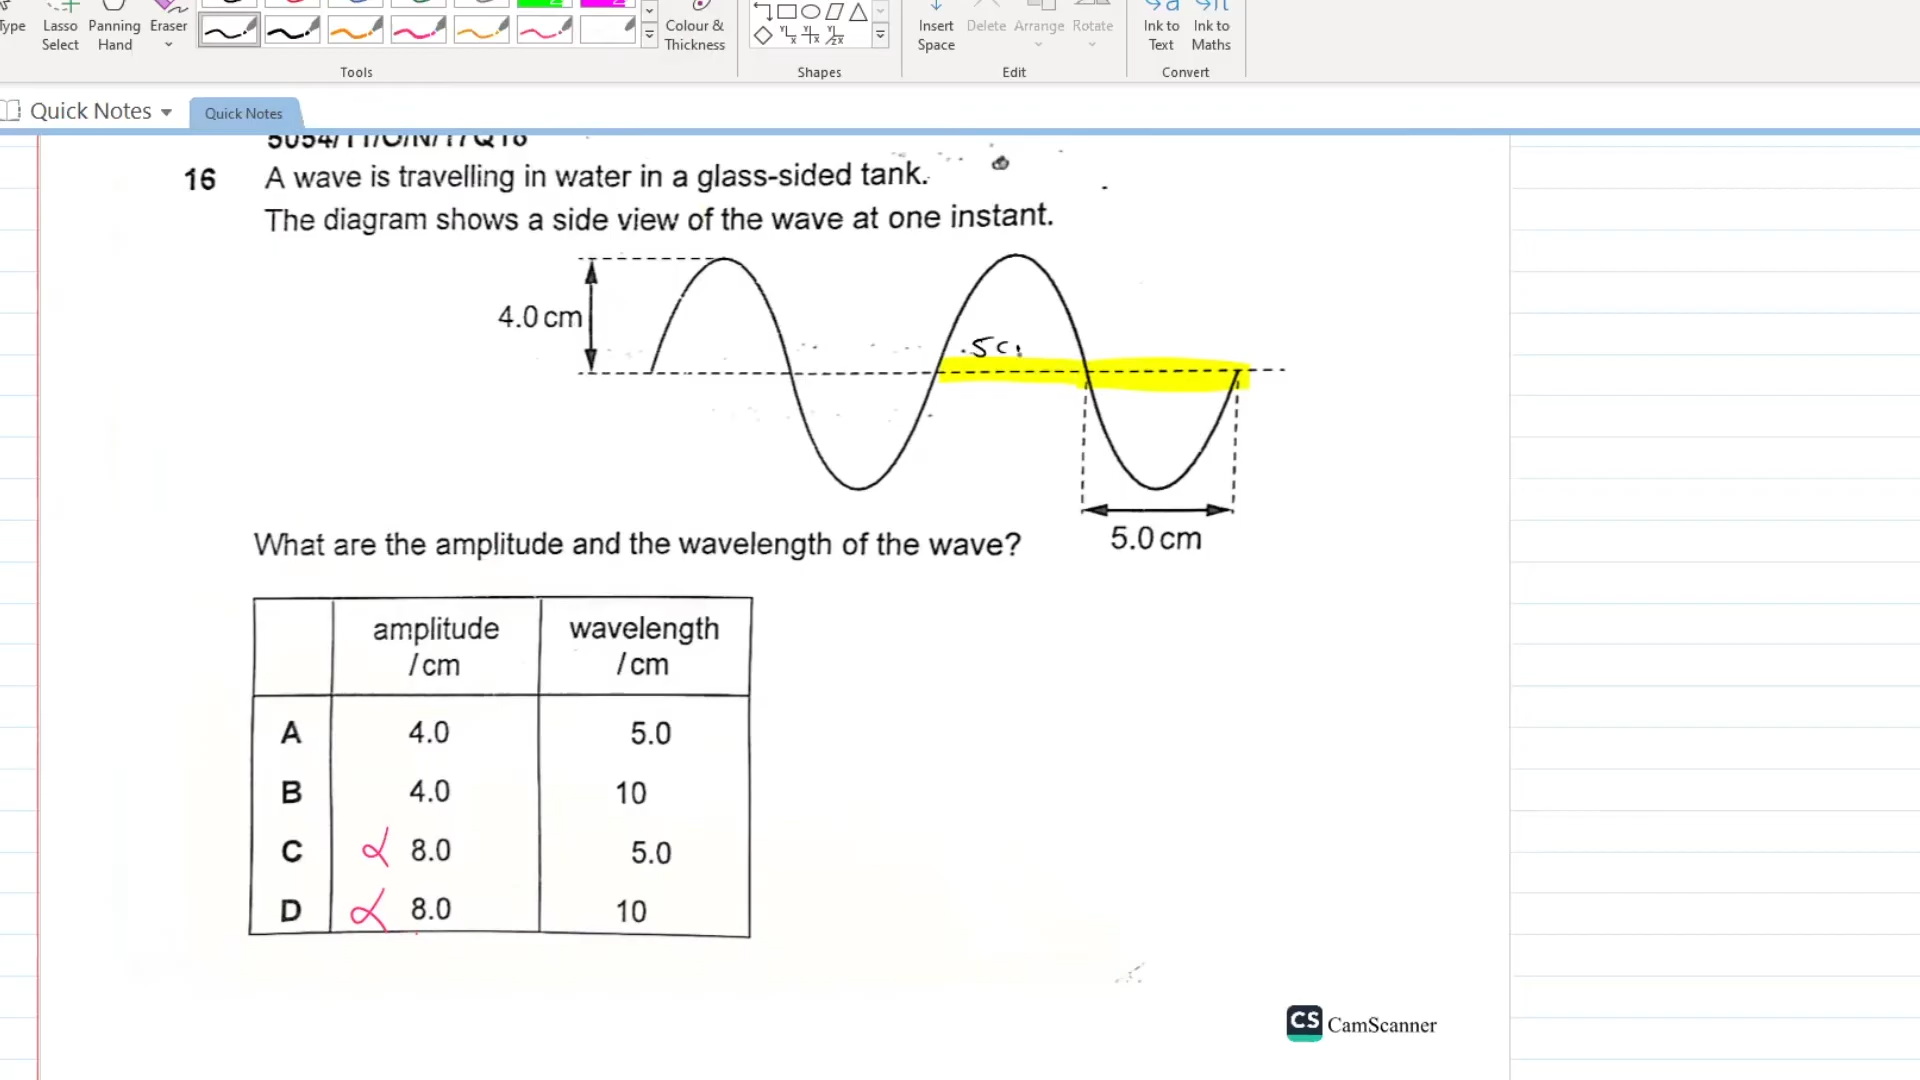 Type
Lasso Select
Panning Hand
Eraser
Colour & Thickness
Insert Space
Delete
Arrange
Rotate
Ink to Text
Ink to Maths
Tools
Shapes
Edit
Convert
Quick Notes
Quick Notes
5054/11/O/N/17Q16
16 A wave is travelling in water in a glass-sided tank.
The diagram shows a side view of the wave at one instant.
4.0 cm
5.0 cm
What are the amplitude and the wavelength of the wave?
amplitude /cm wavelength /cm
A 4.0 5.0
B 4.0 10
C 8.0 5.0
D 8.0 10
CS CamScanner